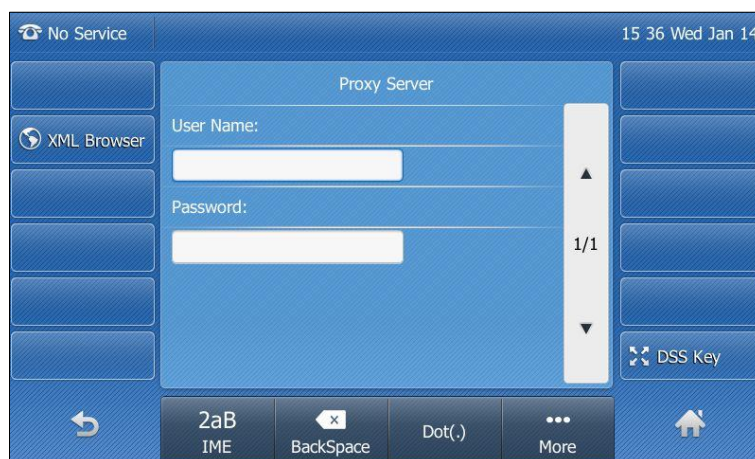 No Service
15 36 Wed Jan 14
Proxy Server
XML Browser
User Name:
Password:
1/1
DSS Key
2aB
IME
BackSpace
Dot(.)
More